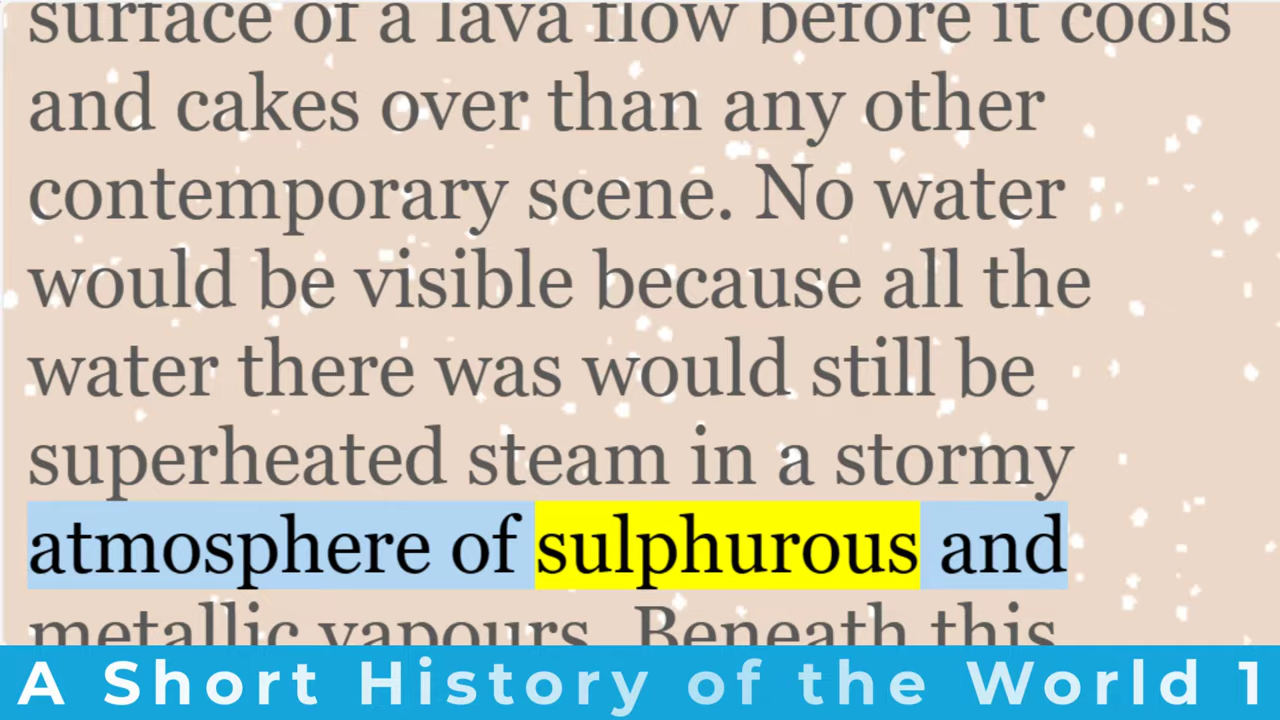 surface of a lava flow before it cools
and cakes over than any other
contemporary scene. No water
would be visible because all the
water there was would still be
superheated steam in a stormy
atmosphere of sulphurous and
metallic vapours. Beneath this
A Short History of the World 1